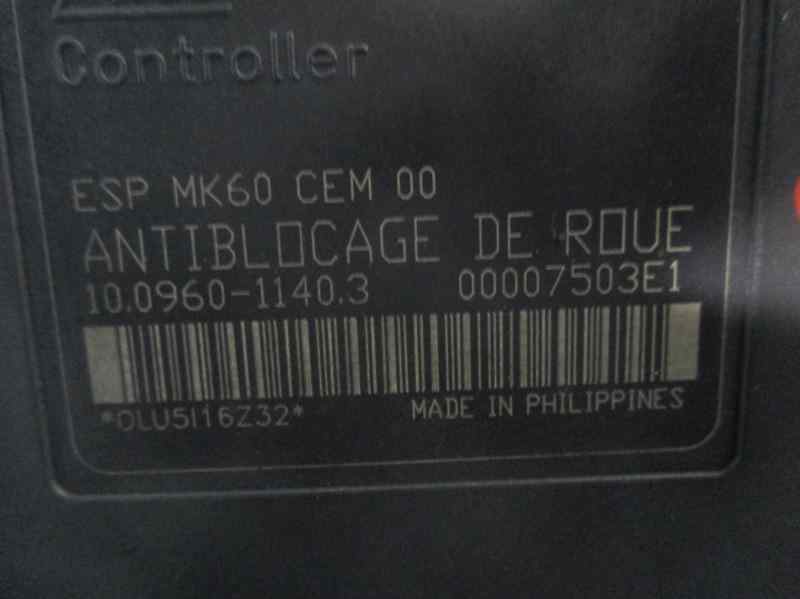 Controller
ESP MK60 CEM 00
ANTIBLOCAGE DE ROUE
10.0960-1140.3 00007503E1
*0LU5I16Z32* MADE IN PHILIPPINES